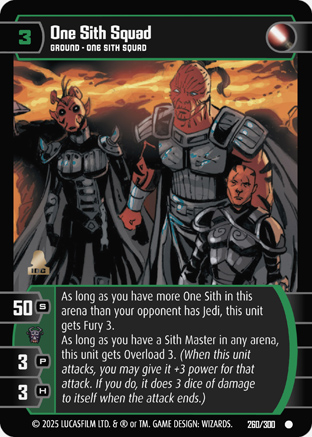 3
One Sith Squad
GROUND - ONE SITH SQUAD
50 S
As long as you have more One Sith in this
arena than your opponent has Jedi, this unit
gets Fury 3.
As long as you have a Sith Master in any arena,
this unit gets Overload 3. (When this unit
attacks, you may give it +3 power for that
attack. If you do, it does 3 dice of damage
to itself when the attack ends.)
3 P
3 H
© 2025 LUCASFILM LTD. & ® or TM. GAME DESIGN: WIZARDS.
260/300